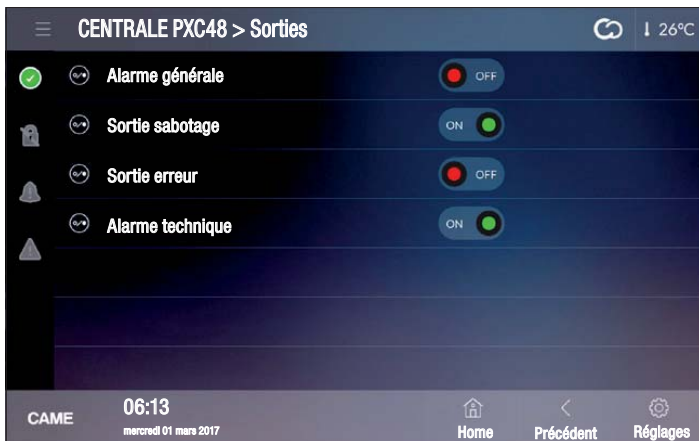 CENTRALE PXC48 > Sorties
26°C
Alarme générale
OFF
Sortie sabotage
ON
Sortie erreur
OFF
Alarme technique
ON
CAME
06:13
mercredi 01 mars 2017
Home
Précédent
Réglages